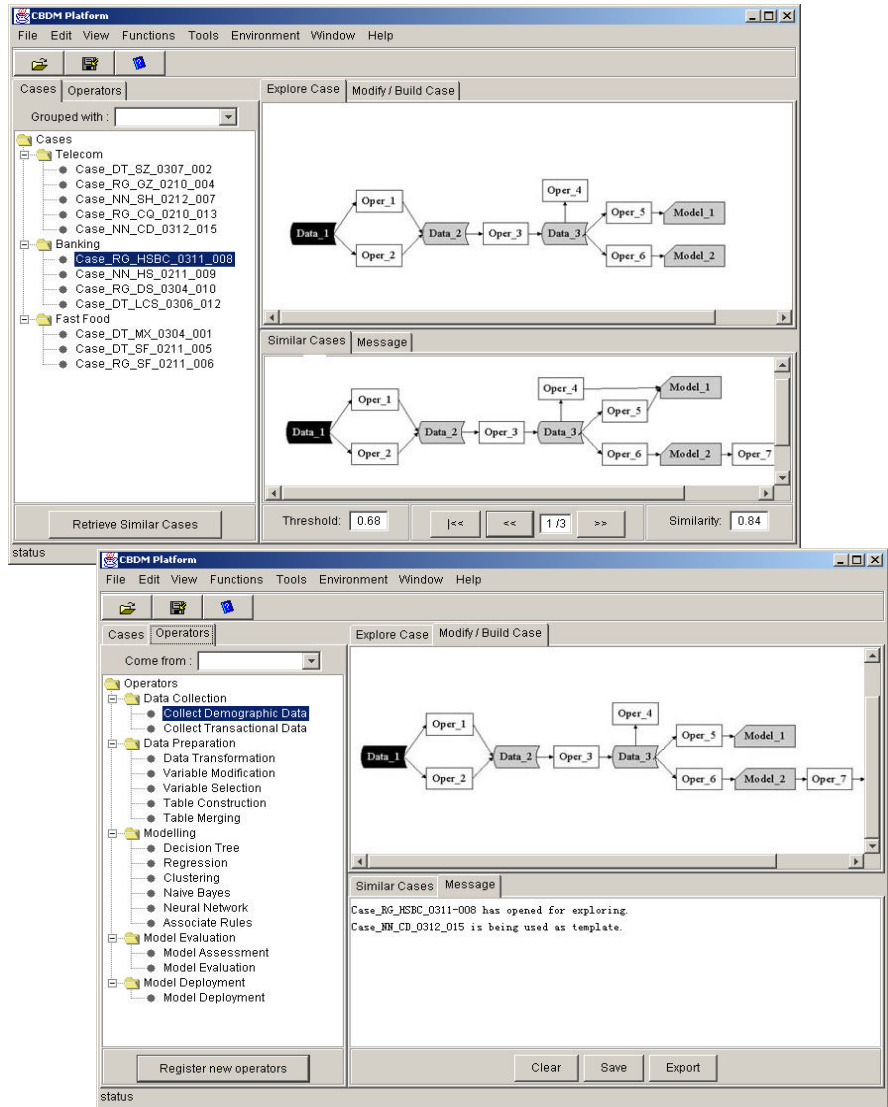 CBDM Platform
File Edit View Functions Tools Environment Window Help
Cases Operators
Grouped with :
Cases
Telecom
Case_DT_SZ_0307_002
Case_RG_GZ_0210_004
Case_NN_SH_0212_007
Case_RG_CQ_0210_013
Case_NN_CD_0312_015
Banking
Case_RG_HSBC_0311_008
Case_NN_HS_0211_009
Case_RG_DS_0304_010
Case_DT_LCS_0306_012
Fast Food
Case_DT_MX_0304_001
Case_DT_SF_0211_005
Case_RG_SF_0211_006
Retrieve Similar Cases
Explore Case Modify / Build Case
Oper_4
Oper_1
Oper_5 Model_1
Data_1 Data_2 Oper_3 Data_3
Oper_2 Oper_6 Model_2
Similar Cases Message
Oper_4 Model_1
Oper_1
Oper_5
Data_1 Data_2 Oper_3 Data_3
Oper_2 Oper_6 Model_2 Oper_7
Threshold: 0.68 |<< << 1 /3 >> Similarity: 0.84
status
CBDM Platform
File Edit View Functions Tools Environment Window Help
Cases Operators
Come from :
Operators
Data Collection
Collect Demographic Data
Collect Transactional Data
Data Preparation
Data Transformation
Variable Modification
Variable Selection
Table Construction
Table Merging
Modelling
Decision Tree
Regression
Clustering
Naive Bayes
Neural Network
Associate Rules
Model Evaluation
Model Assessment
Model Evaluation
Model Deployment
Model Deployment
Register new operators
Explore Case Modify / Build Case
Oper_4
Oper_1
Oper_5 Model_1
Data_1 Data_2 Oper_3 Data_3
Oper_2 Oper_6 Model_2 Oper_7
Similar Cases Message
Case_RG_HSBC_0311-008 has opened for exploring.
Case_NN_CD_0312_015 is being used as template.
Clear Save Export
status